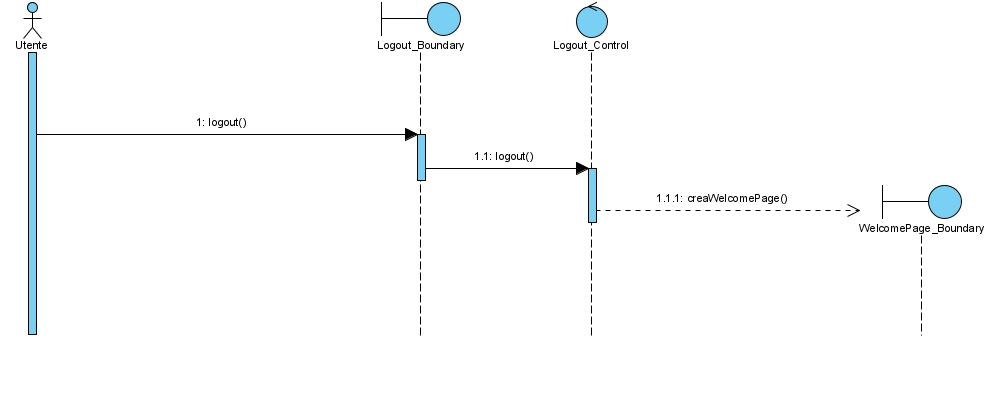 Utente
Logout_Boundary
Logout_Control
1: logout()
1.1: logout()
1.1.1: creaWelcomePage()
WelcomePage_Boundary